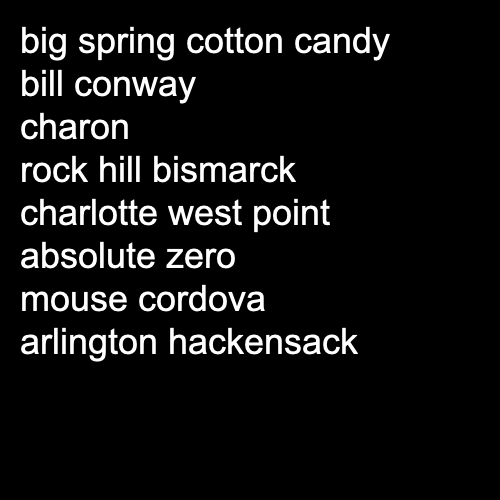 big spring cotton candy
bill conway
charon
rock hill bismarck
charlotte west point
absolute zero
mouse cordova
arlington hackensack